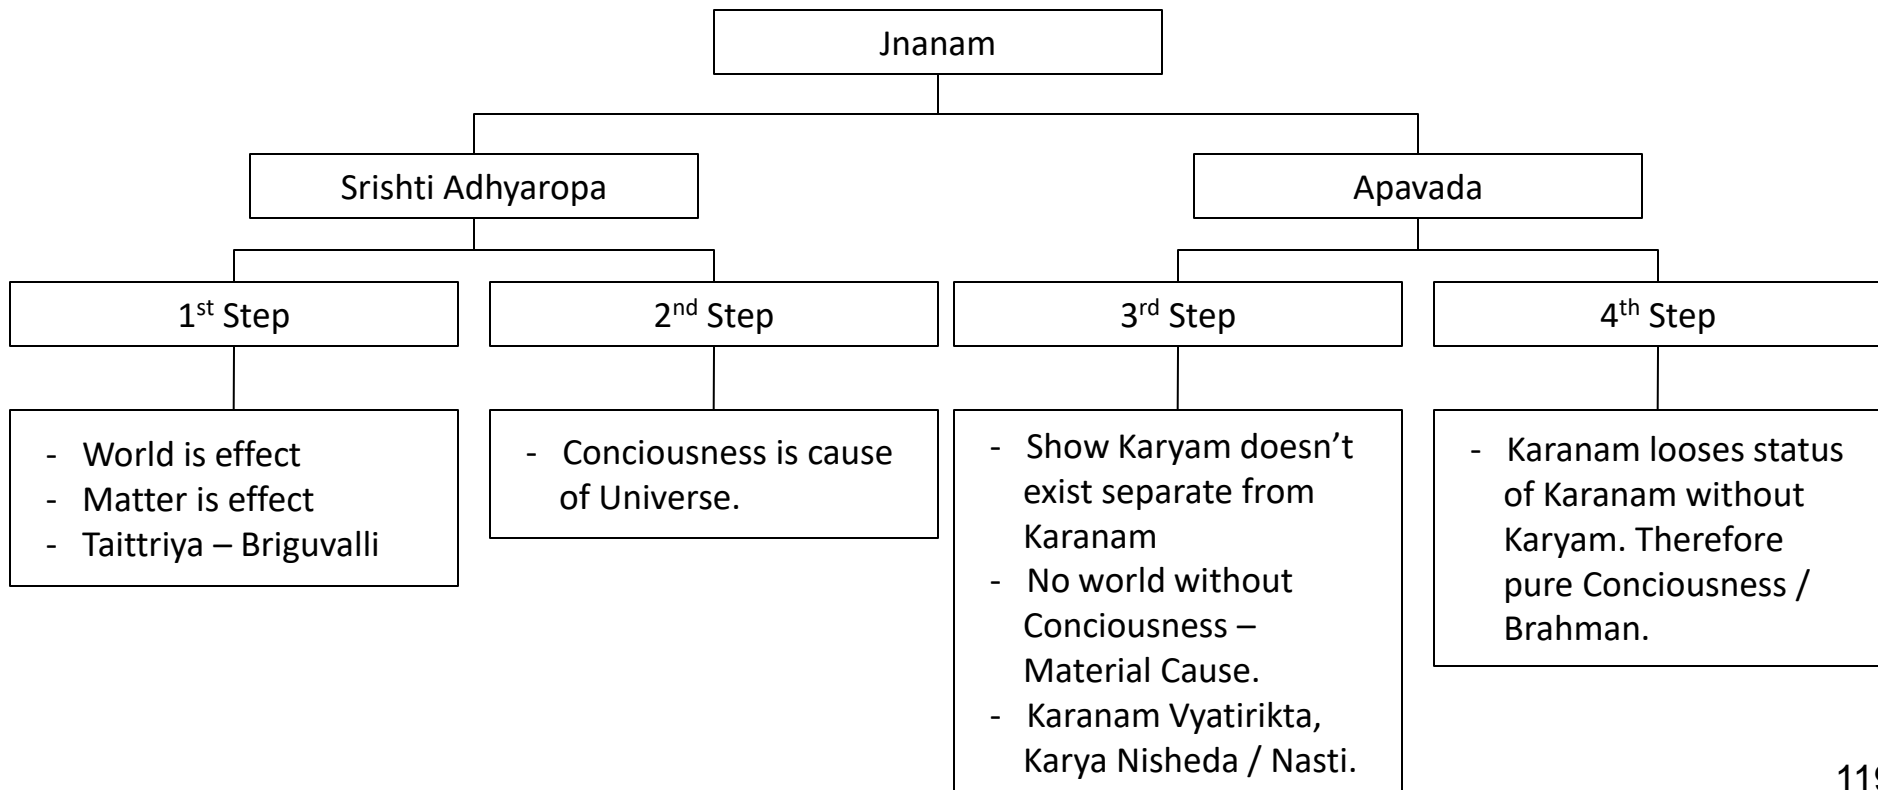 Jnanam
Srishti Adhyaropa
Apavada
1st Step
2nd Step
3rd Step
4th Step
- World is effect
- Matter is effect
- Taittriya – Briguvalli
- Conciousness is cause
of Universe.
- Show Karyam doesn’t
exist separate from
Karanam
- No world without
Conciousness –
Material Cause.
- Karanam Vyatirikta,
Karya Nisheda / Nasti.
- Karanam looses status
of Karanam without
Karyam. Therefore
pure Conciousness /
Brahman.
119